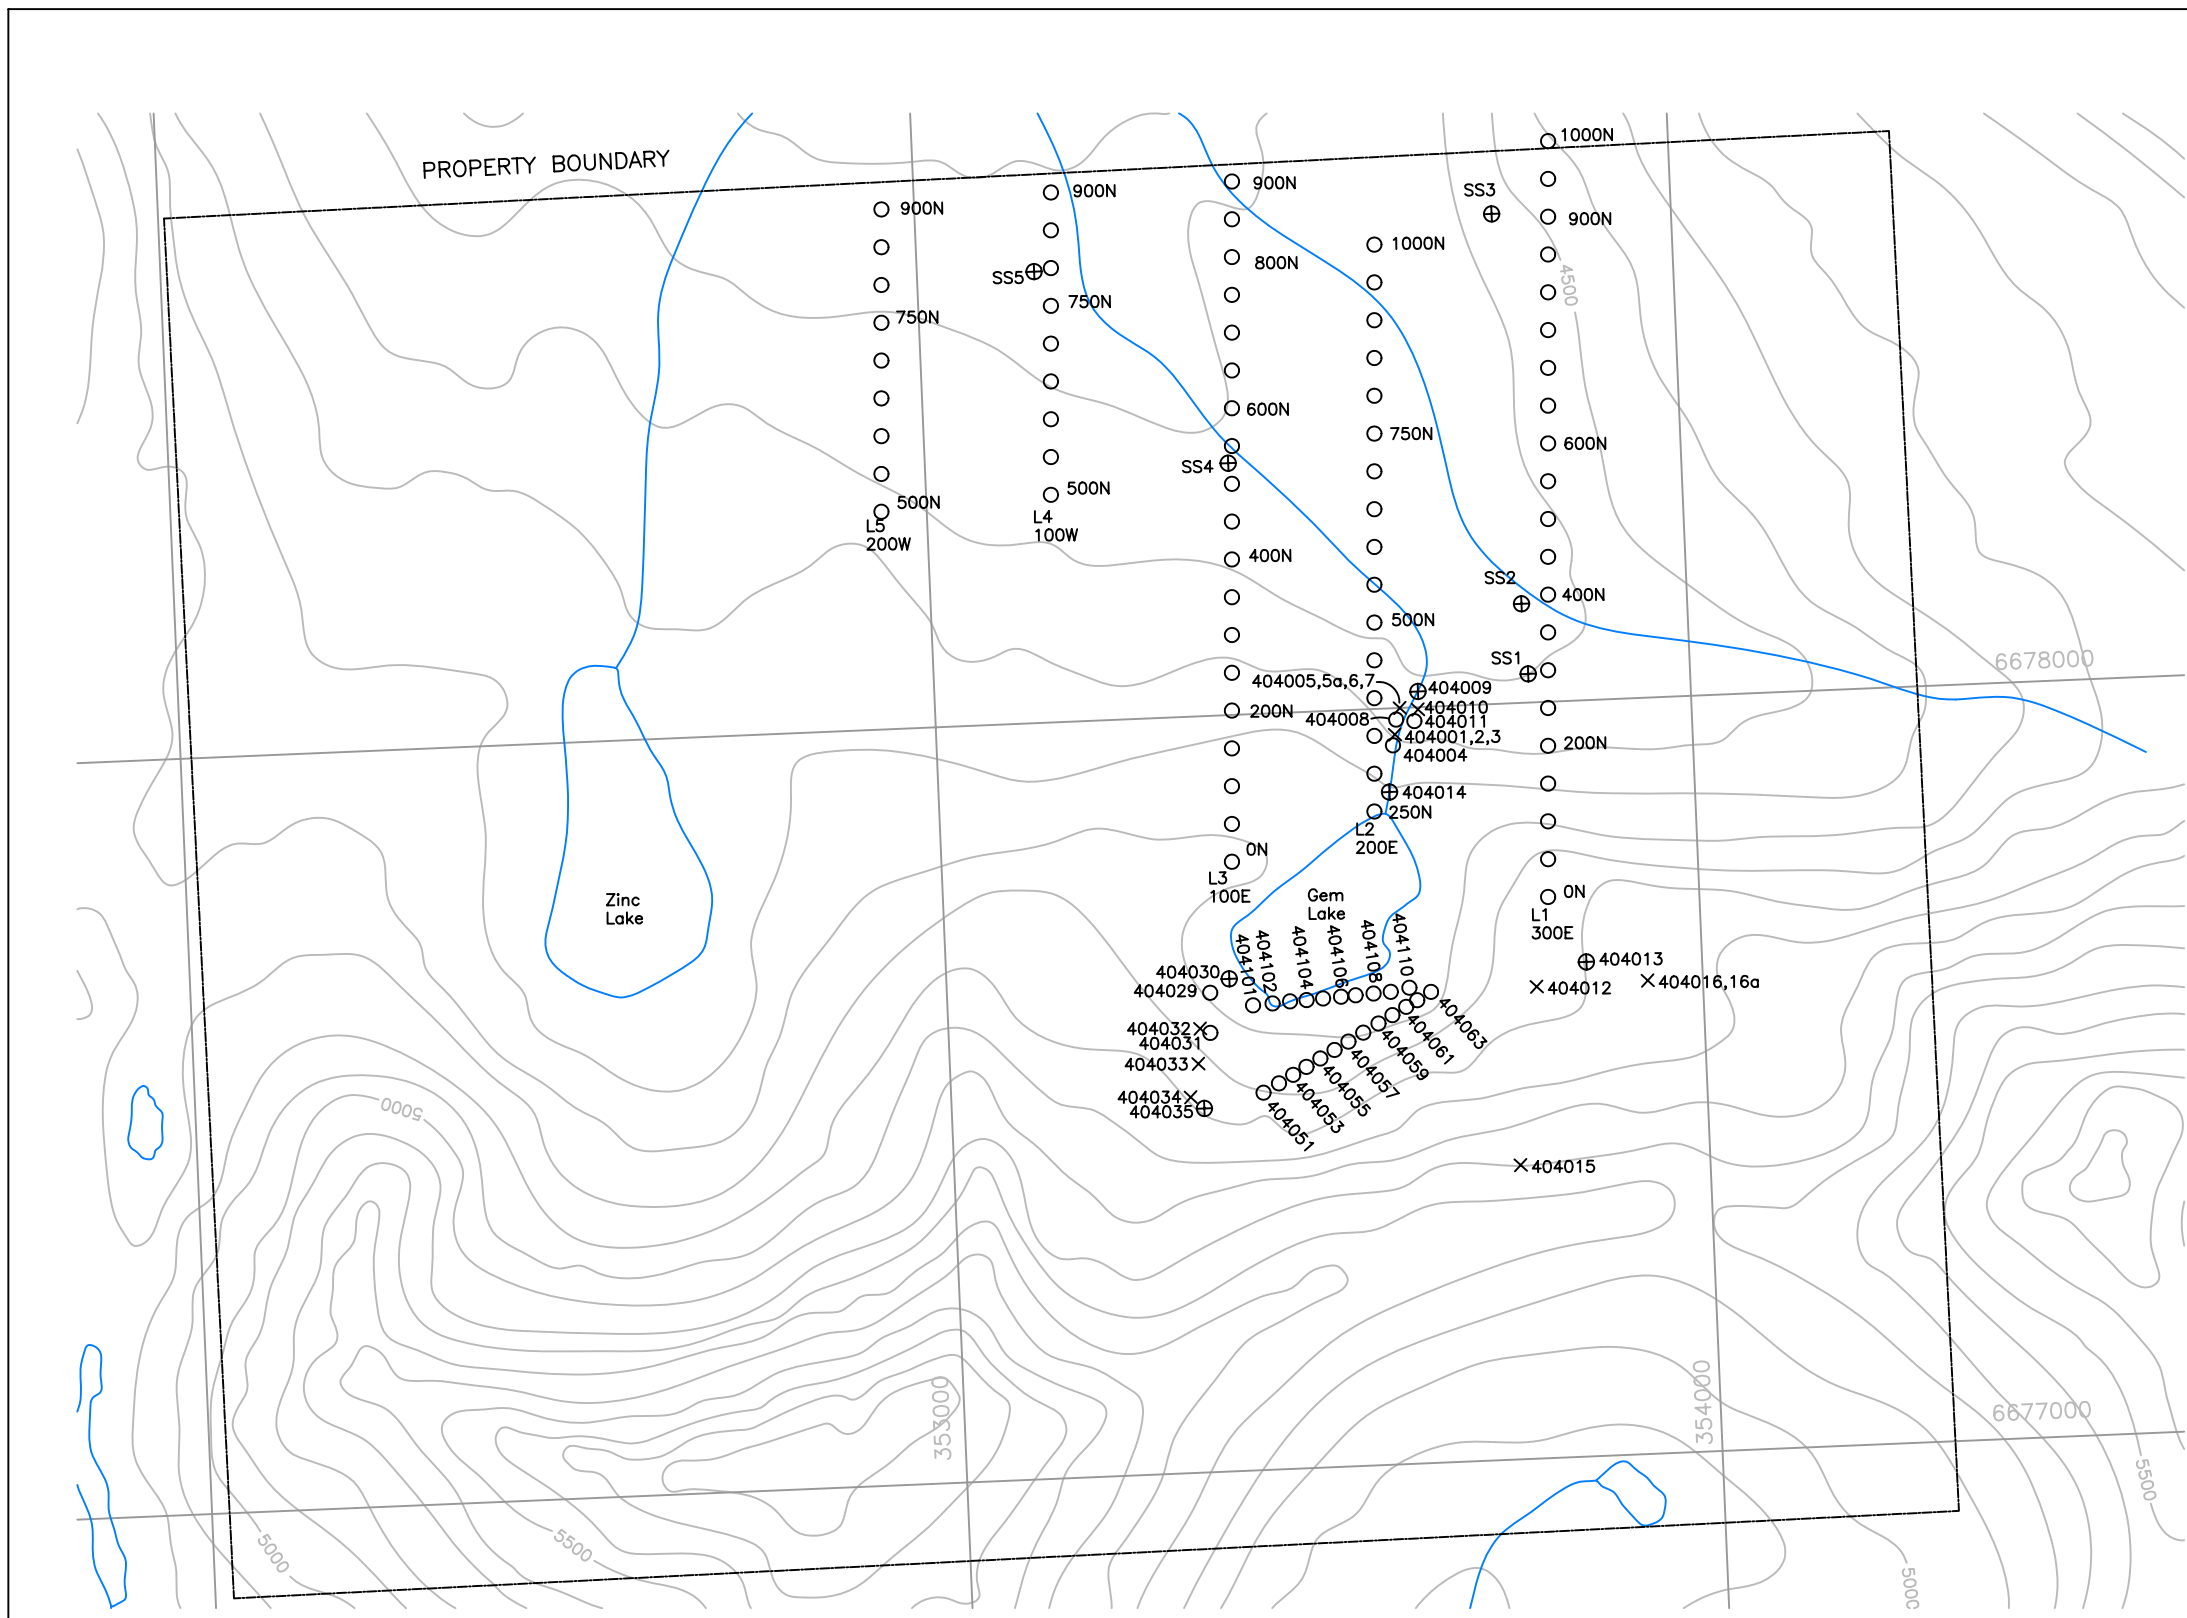 PROPERTY BOUNDARY
1000N
900N
900N
900N
SS3
900N
1000N
800N
SS5
4500
750N
750N
600N
750N
600N
SS4
500N
500N
L5
200W
L4
100W
400N
SS2
400N
500N
SS1
6678000
404005,5a,6,7
404009
200N
404010
404008
404011
404001,2,3
404004
200N
404014
250N
L2
200E
0N
L3
100E
0N
L1
300E
Zinc
Lake
Gem
Lake
404101
404102
404104
404106
404108
404110
404030
404029
404013
404012
404016,16a
404032
404031
404033
404034
404035
404051
404053
404055
404057
404059
404061
404063
5000
404015
353000
354000
6677000
5500
5000
5500
5000